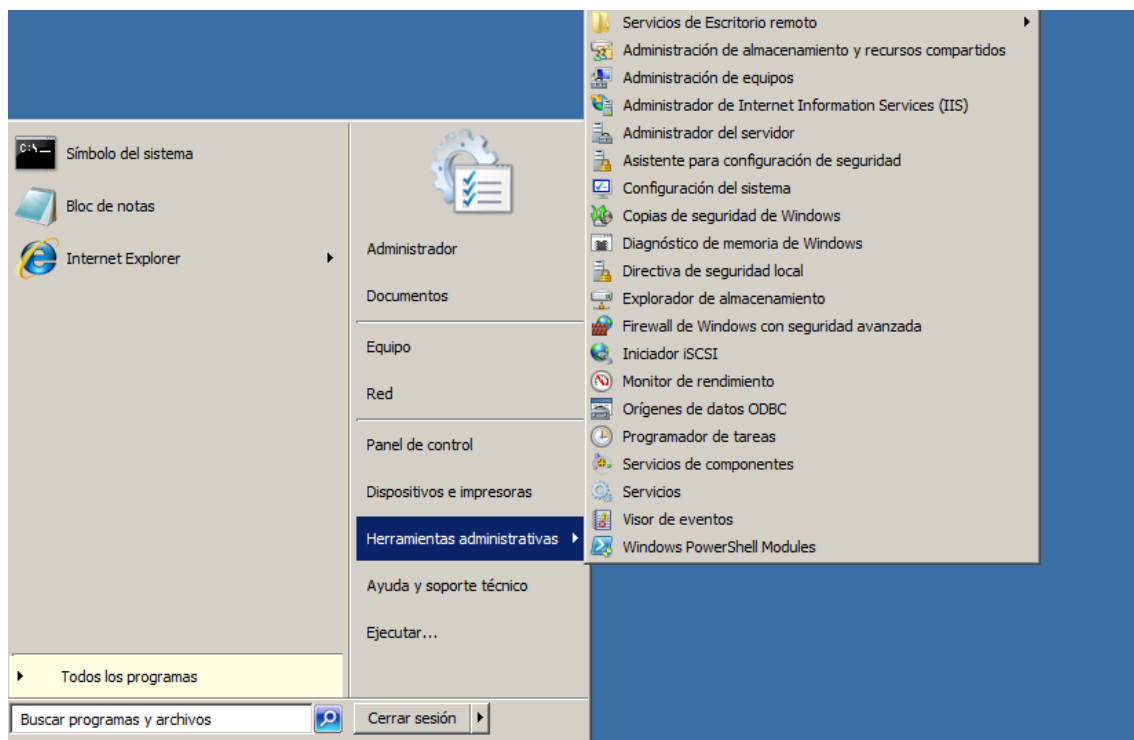 Símbolo del sistema
Bloc de notas
Internet Explorer
Todos los programas
Buscar programas y archivos
Administrador
Documentos
Equipo
Red
Panel de control
Dispositivos e impresoras
Herramientas administrativas
Ayuda y soporte técnico
Ejecutar...
Cerrar sesión
Servicios de Escritorio remoto
Administración de almacenamiento y recursos compartidos
Administración de equipos
Administrador de Internet Information Services (IIS)
Administrador del servidor
Asistente para configuración de seguridad
Configuración del sistema
Copias de seguridad de Windows
Diagnóstico de memoria de Windows
Directiva de seguridad local
Explorador de almacenamiento
Firewall de Windows con seguridad avanzada
Iniciador iSCSI
Monitor de rendimiento
Orígenes de datos ODBC
Programador de tareas
Servicios de componentes
Servicios
Visor de eventos
Windows PowerShell Modules